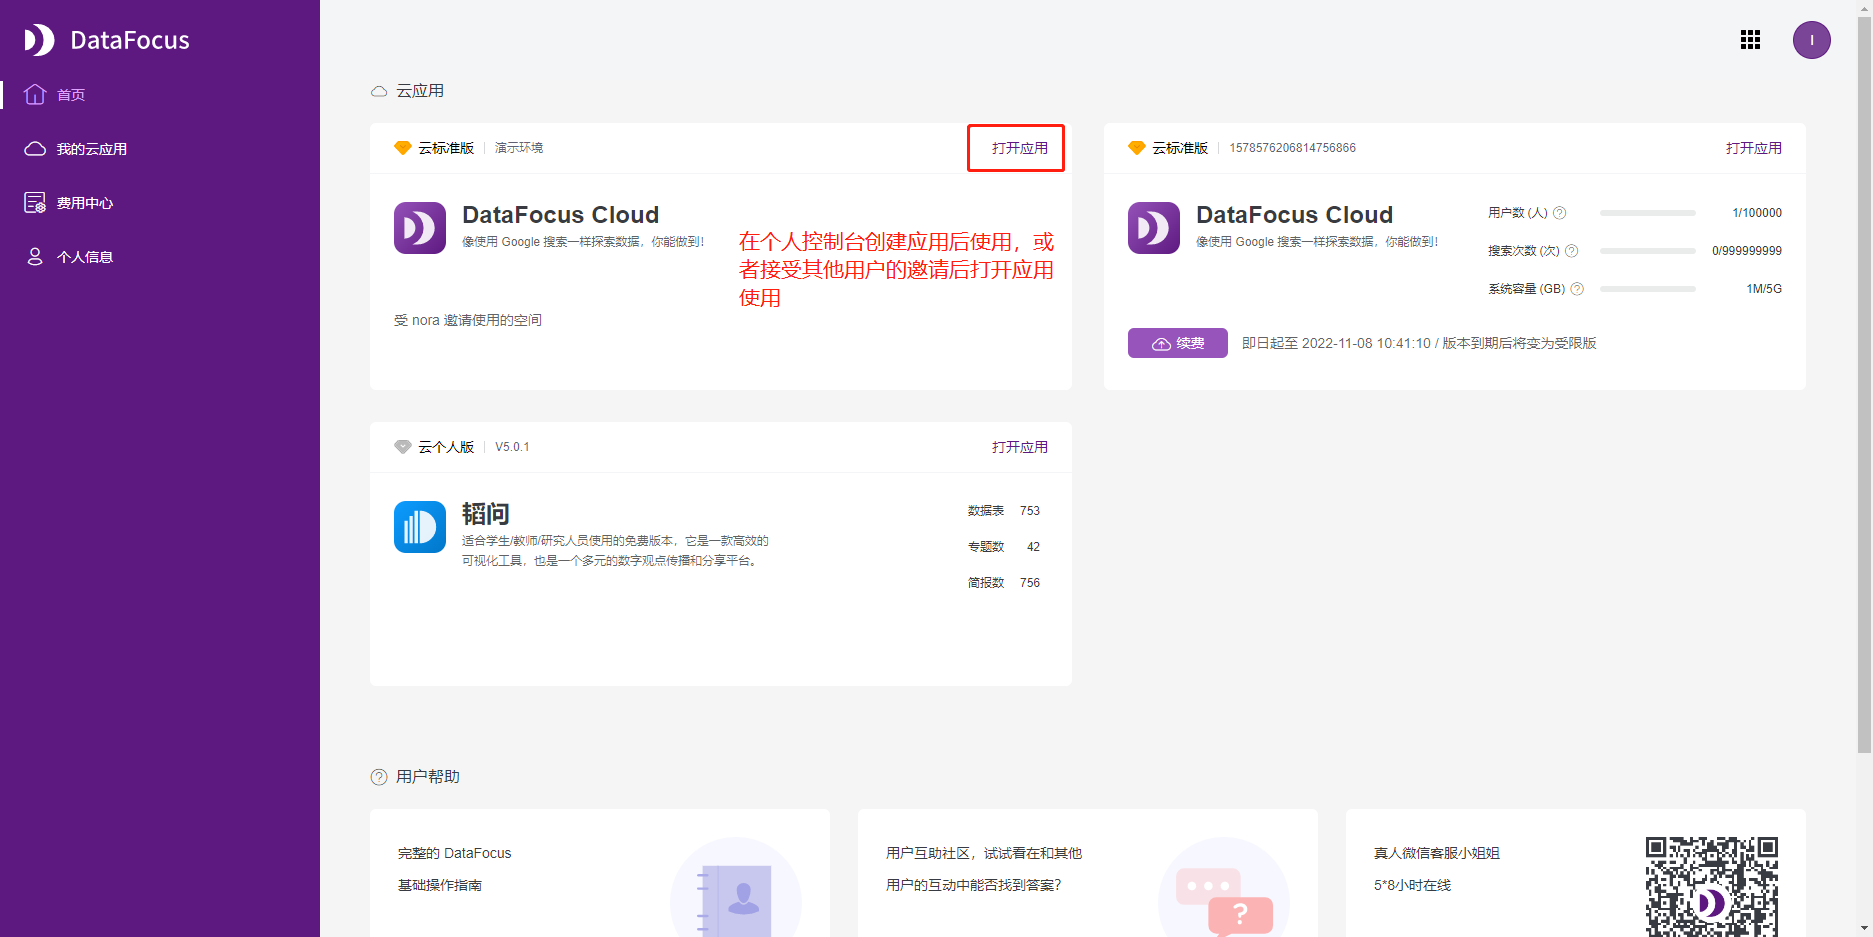 DataFocus
I
首页
我的云应用
费用中心
个人信息
云应用
云标准版 演示环境 打开应用
DataFocus Cloud
像使用 Google 搜索一样探索数据，你能做到！
在个人控制台创建应用后使用，或
者接受其他用户的邀请后打开应用
使用
受 nora 邀请使用的空间
云标准版 1578576206814756866 打开应用
DataFocus Cloud
像使用 Google 搜索一样探索数据，你能做到！
用户数 (人) 1/100000
搜索次数 (次) 0/999999999
系统容量 (GB) 1M/5G
续费 即日起至 2022-11-08 10:41:10 / 版本到期后将变为受限版
云个人版 V5.0.1 打开应用
韬问
适合学生/教师/研究人员使用的免费版本，它是一款高效的
可视化工具，也是一个多元的数字观点传播和分享平台。
数据表 753
专题数 42
简报数 756
用户帮助
完整的 DataFocus
基础操作指南
用户互助社区，试试看在和其他
用户的互动中能否找到答案？
真人微信客服小姐姐
5*8小时在线